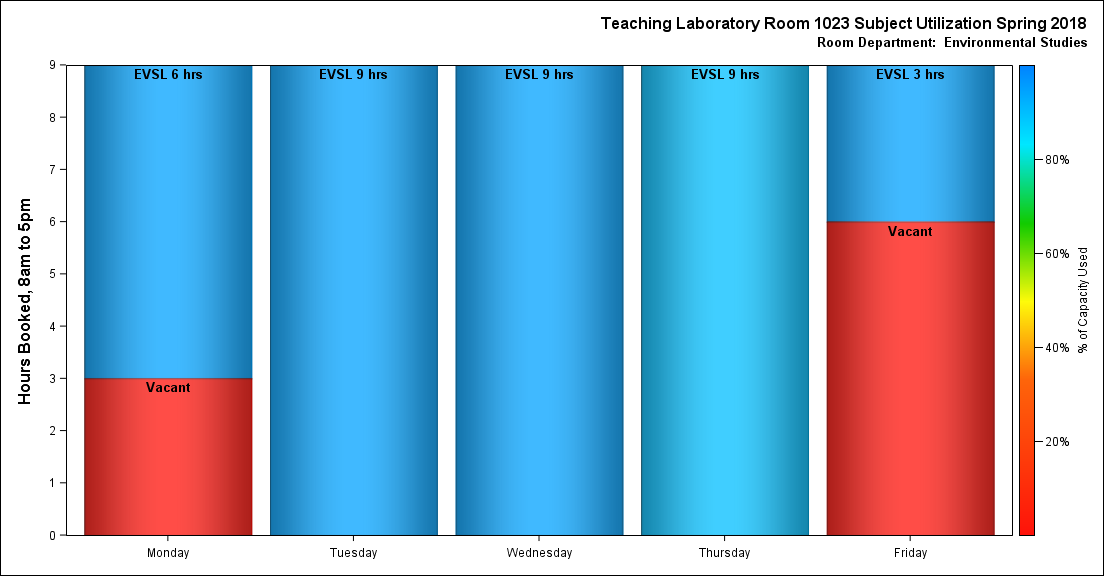 Teaching Laboratory Room 1023 Subject Utilization Spring 2018
Room Department: Environmental Studies
Hours Booked, 8am to 5pm
9
8
7
6
5
4
3
2
1
0
EVSL 6 hrs
Vacant
EVSL 9 hrs
EVSL 9 hrs
EVSL 9 hrs
EVSL 3 hrs
Vacant
Monday
Tuesday
Wednesday
Thursday
Friday
80%
60%
40%
20%
% of Capacity Used